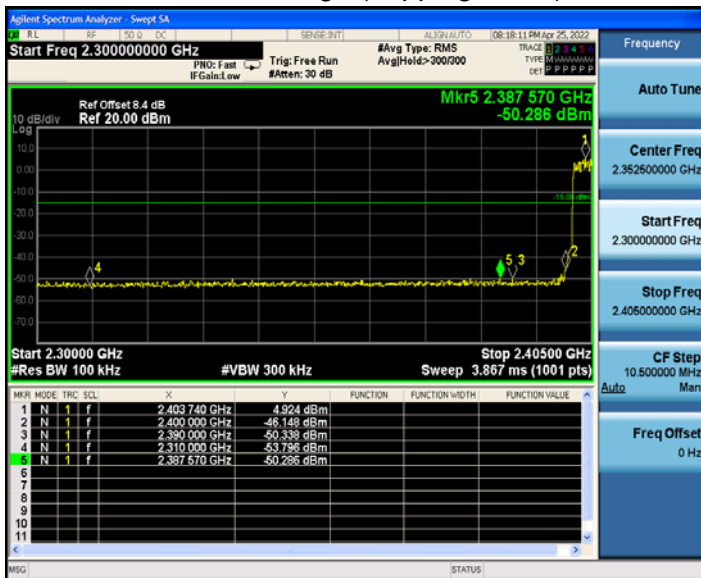 Agilent Spectrum Analyzer - Swept SA
RL RF 50 Ω DC SENSE:INT ALIGNAUTO 08:18:11 PM Apr 25, 2022
Start Freq 2.300000000 GHz
PNO: Fast
IFGain:Low
Trig: Free Run
#Atten: 30 dB
#Avg Type: RMS
Avg|Hold:>300/300
TRACE 1 2 3 4 5 6
TYPE M
DET P P P P P P
Frequency
Auto Tune
Center Freq
2.352500000 GHz
Start Freq
2.300000000 GHz
Stop Freq
2.405000000 GHz
CF Step
10.500000 MHz
Auto Man
Freq Offset
0 Hz
Mkr5 2.387 570 GHz
-50.286 dBm
Ref Offset 8.4 dB
10 dB/div Ref 20.00 dBm
Log
10.0
0.00
-10.0
-20.0
-30.0
-40.0
-50.0
-60.0
-70.0
1
4
5 3
2
Start 2.30000 GHz Stop 2.40500 GHz
#Res BW 100 kHz #VBW 300 kHz Sweep 3.867 ms (1001 pts)
MKR MODE TRC SCL X Y FUNCTION FUNCTION WIDTH FUNCTION VALUE
1 N 1 f 2.403 740 GHz 4.924 dBm
2 N 1 f 2.400 000 GHz -46.148 dBm
3 N 1 f 2.390 000 GHz -50.338 dBm
4 N 1 f 2.310 000 GHz -53.796 dBm
5 N 1 f 2.387 570 GHz -50.286 dBm
6
7
8
9
10
11
MSG STATUS